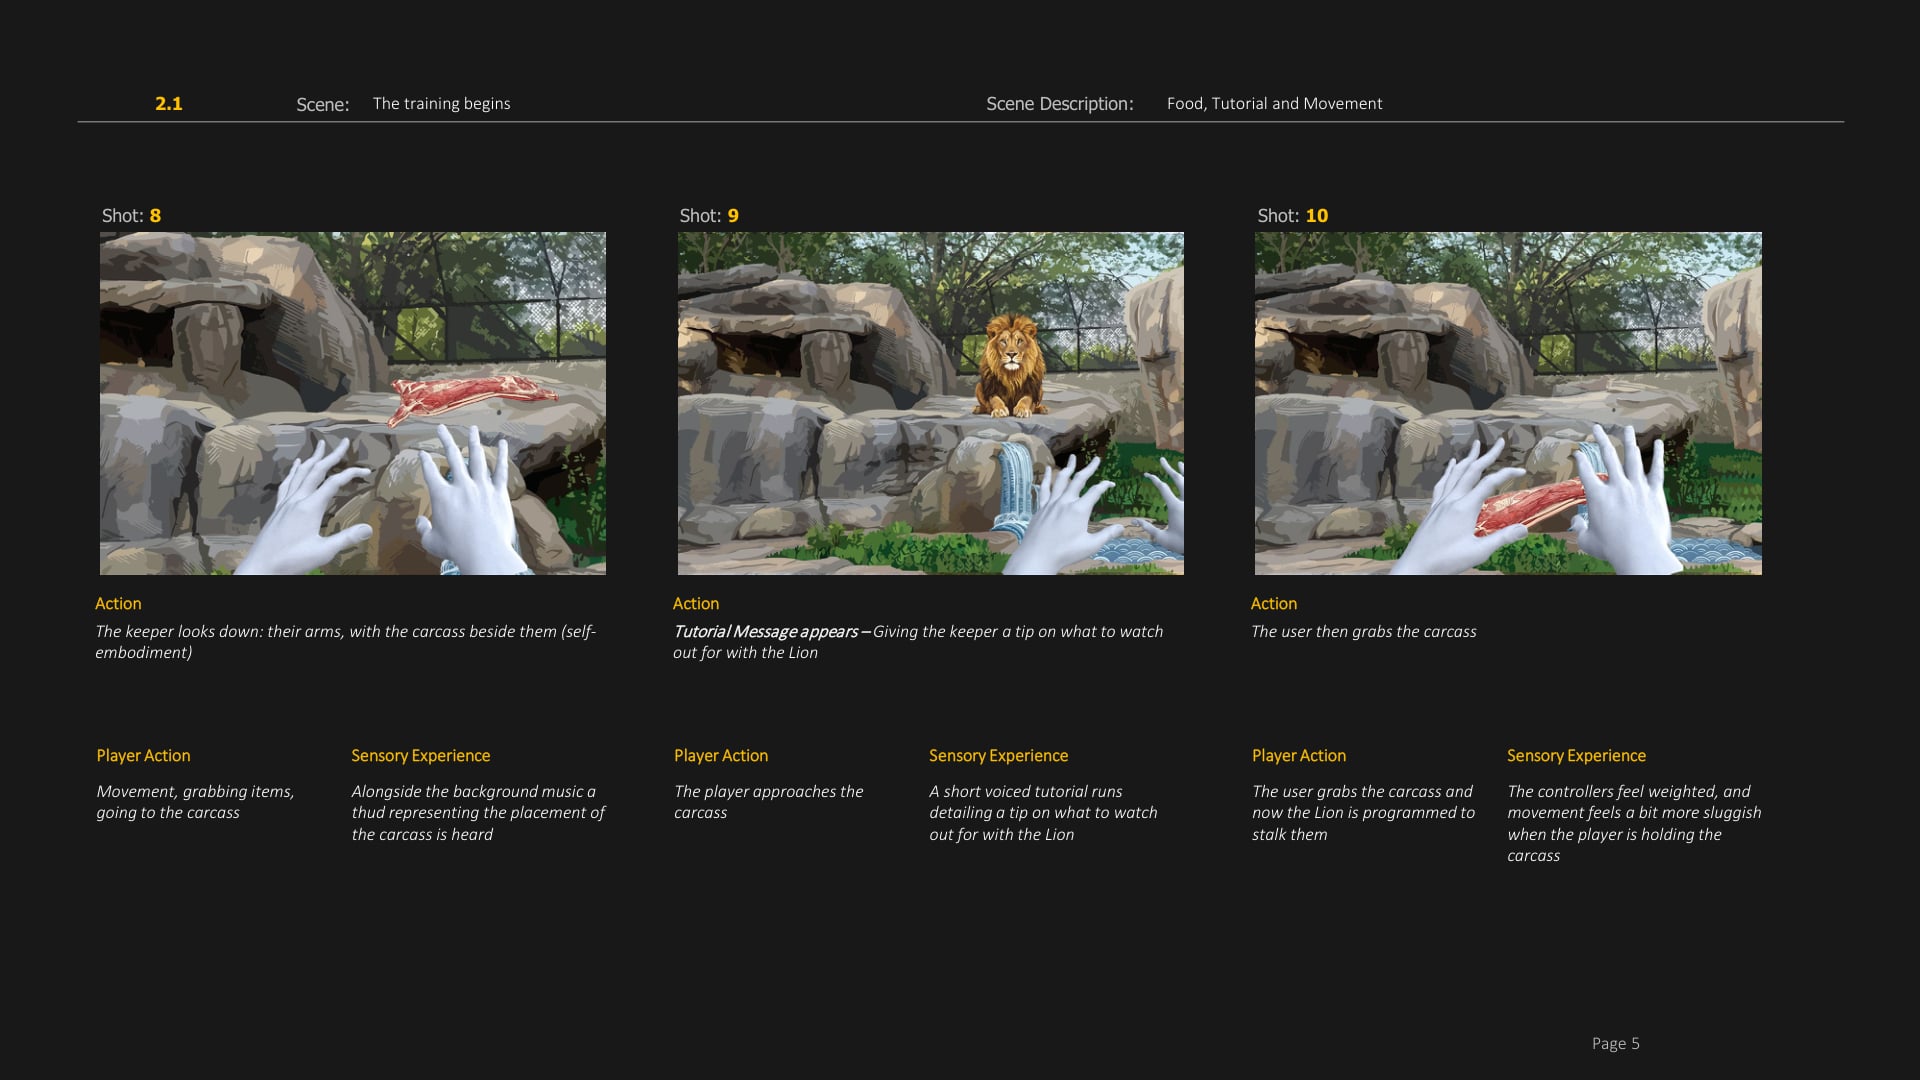 2.1 Scene: The training begins Scene Description: Food, Tutorial and Movement
Shot: 8
Action
The keeper looks down: their arms, with the carcass beside them (self-
embodiment)
Player Action
Movement, grabbing items,
going to the carcass
Sensory Experience
Alongside the background music a
thud representing the placement of
the carcass is heard
Shot: 9
Action
Tutorial Message appears – Giving the keeper a tip on what to watch
out for with the Lion
Player Action
The player approaches the
carcass
Sensory Experience
A short voiced tutorial runs
detailing a tip on what to watch
out for with the Lion
Shot: 10
Action
The user then grabs the carcass
Player Action
The user grabs the carcass and
now the Lion is programmed to
stalk them
Sensory Experience
The controllers feel weighted, and
movement feels a bit more sluggish
when the player is holding the
carcass
Page 5